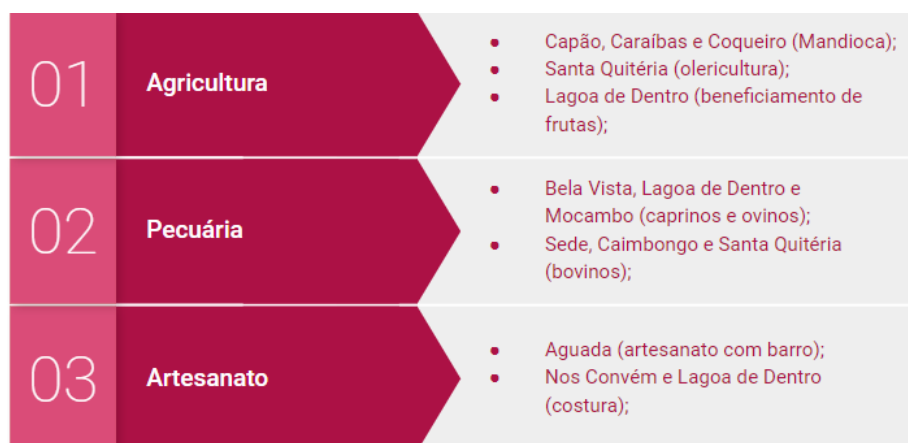 01
Agricultura
• Capão, Caraíbas e Coqueiro (Mandioca);
• Santa Quitéria (olericultura);
• Lagoa de Dentro (beneficiamento de
frutas);
02
Pecuária
• Bela Vista, Lagoa de Dentro e
Mocambo (caprinos e ovinos);
• Sede, Caimbongo e Santa Quitéria
(bovinos);
03
Artesanato
• Aguada (artesanato com barro);
• Nos Convém e Lagoa de Dentro
(costura);